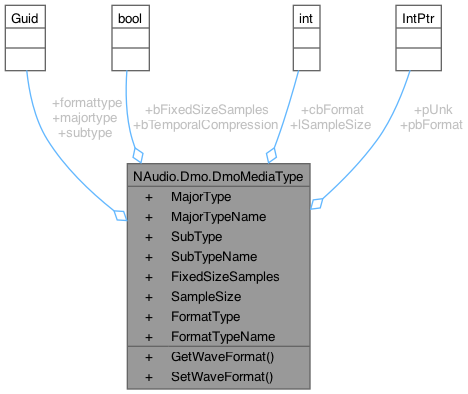 Guid
bool
int
IntPtr
+formattype
+majortype
+subtype
+bFixedSizeSamples
+bTemporalCompression
+cbFormat
+lSampleSize
+pUnk
+pbFormat
NAudio.Dmo.DmoMediaType
+ MajorType
+ MajorTypeName
+ SubType
+ SubTypeName
+ FixedSizeSamples
+ SampleSize
+ FormatType
+ FormatTypeName
+ GetWaveFormat()
+ SetWaveFormat()